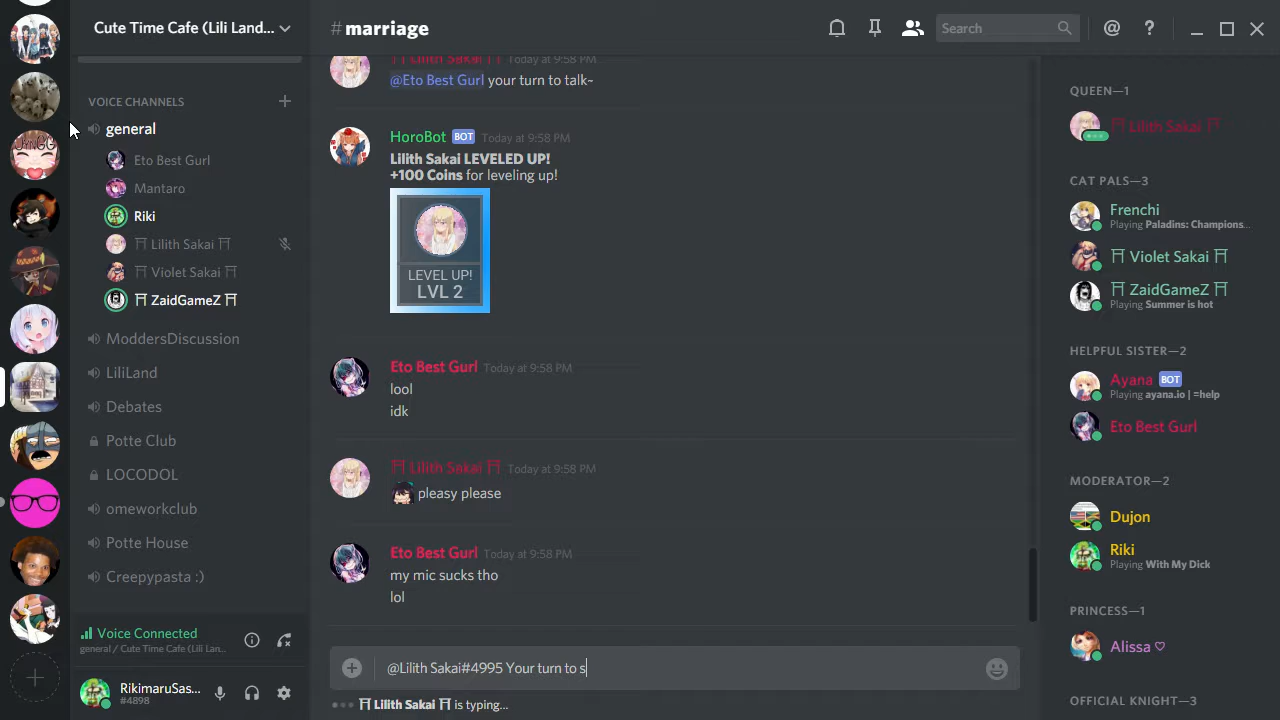 Cute Time Cafe (Lili Land...
VOICE CHANNELS
general
Eto Best Gurl
Mantaro
Riki
⛩ Lilith Sakai ⛩
⛩ Violet Sakai ⛩
⛩ ZaidGameZ ⛩
ModdersDiscussion
LiliLand
Debates
Potte Club
LOCODOL
omeworkclub
Potte House
Creepypasta :)
Voice Connected
general / Cute Time Cafe (Lili Lan...
RikimaruSas...
#4898
#marriage
Search
⛩ Lilith Sakai ⛩ Today at 9:58 PM
@Eto Best Gurl your turn to talk~
HoroBot BOT Today at 9:58 PM
Lilith Sakai LEVELED UP!
+100 Coins for leveling up!
LEVEL UP!
LVL 2
Eto Best Gurl Today at 9:58 PM
lool
idk
⛩ Lilith Sakai ⛩ Today at 9:58 PM
pleasy please
Eto Best Gurl Today at 9:58 PM
my mic sucks tho
lol
@Lilith Sakai#4995 Your turn to s
⛩ Lilith Sakai ⛩ is typing...
QUEEN—1
⛩ Lilith Sakai ⛩
CAT PALS—3
Frenchi
Playing Paladins: Champions...
⛩ Violet Sakai ⛩
⛩ ZaidGameZ ⛩
Playing Summer is hot
HELPFUL SISTER—2
Ayana BOT
Playing ayana.io | =help
Eto Best Gurl
MODERATOR—2
Dujon
Riki
Playing With My Dick
PRINCESS—1
Alissa ♡
OFFICIAL KNIGHT—3